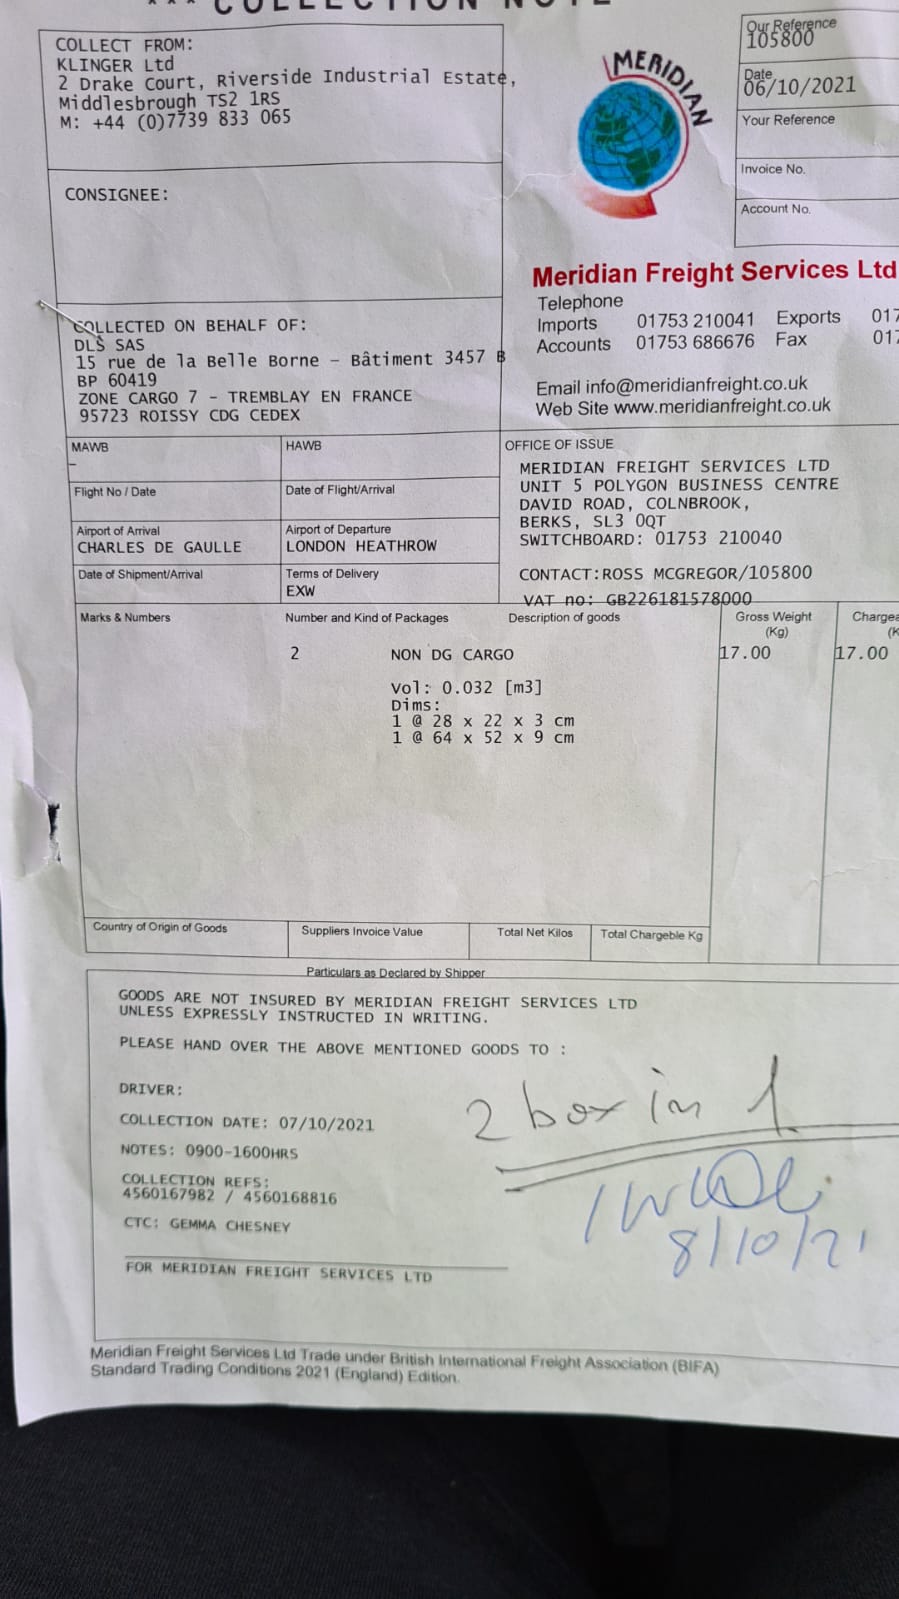 *** COLLECTION NOTE
COLLECT FROM:
KLINGER Ltd
2 Drake Court, Riverside Industrial Estate,
Middlesbrough TS2 1RS
M: +44 (0)7739 833 065
CONSIGNEE:
MERIDIAN
Our Reference
105800
Date
06/10/2021
Your Reference
Invoice No.
Account No.
Meridian Freight Services Ltd
Telephone
Imports 01753 210041 Exports 017
Accounts 01753 686676 Fax 017
Email info@meridianfreight.co.uk
Web Site www.meridianfreight.co.uk
COLLECTED ON BEHALF OF:
DLS SAS
15 rue de la Belle Borne – Bâtiment 3457 B
BP 60419
ZONE CARGO 7 – TREMBLAY EN FRANCE
95723 ROISSY CDG CEDEX
MAWB
–
HAWB
Flight No / Date
Date of Flight/Arrival
Airport of Arrival
CHARLES DE GAULLE
Airport of Departure
LONDON HEATHROW
Date of Shipment/Arrival
Terms of Delivery
EXW
OFFICE OF ISSUE
MERIDIAN FREIGHT SERVICES LTD
UNIT 5 POLYGON BUSINESS CENTRE
DAVID ROAD, COLNBROOK,
BERKS, SL3 0QT
SWITCHBOARD: 01753 210040
CONTACT:ROSS MCGREGOR/105800
VAT no: GB226181578000
Marks & Numbers
Number and Kind of Packages
Description of goods
Gross Weight
(Kg)
2 NON DG CARGO 17.00 17.00
Vol: 0.032 [m3]
Dims:
1 @ 28 x 22 x 3 cm
1 @ 64 x 52 x 9 cm
Country of Origin of Goods
Suppliers Invoice Value
Total Net Kilos
Total Chargeble Kg
Particulars as Declared by Shipper
GOODS ARE NOT INSURED BY MERIDIAN FREIGHT SERVICES LTD
UNLESS EXPRESSLY INSTRUCTED IN WRITING.
PLEASE HAND OVER THE ABOVE MENTIONED GOODS TO :
DRIVER:
COLLECTION DATE: 07/10/2021
NOTES: 0900-1600HRS
COLLECTION REFS:
4560167982 / 4560168816
CTC: GEMMA CHESNEY
FOR MERIDIAN FREIGHT SERVICES LTD
2 box in 1
8/10/21
Meridian Freight Services Ltd Trade under British International Freight Association (BIFA)
Standard Trading Conditions 2021 (England) Edition.